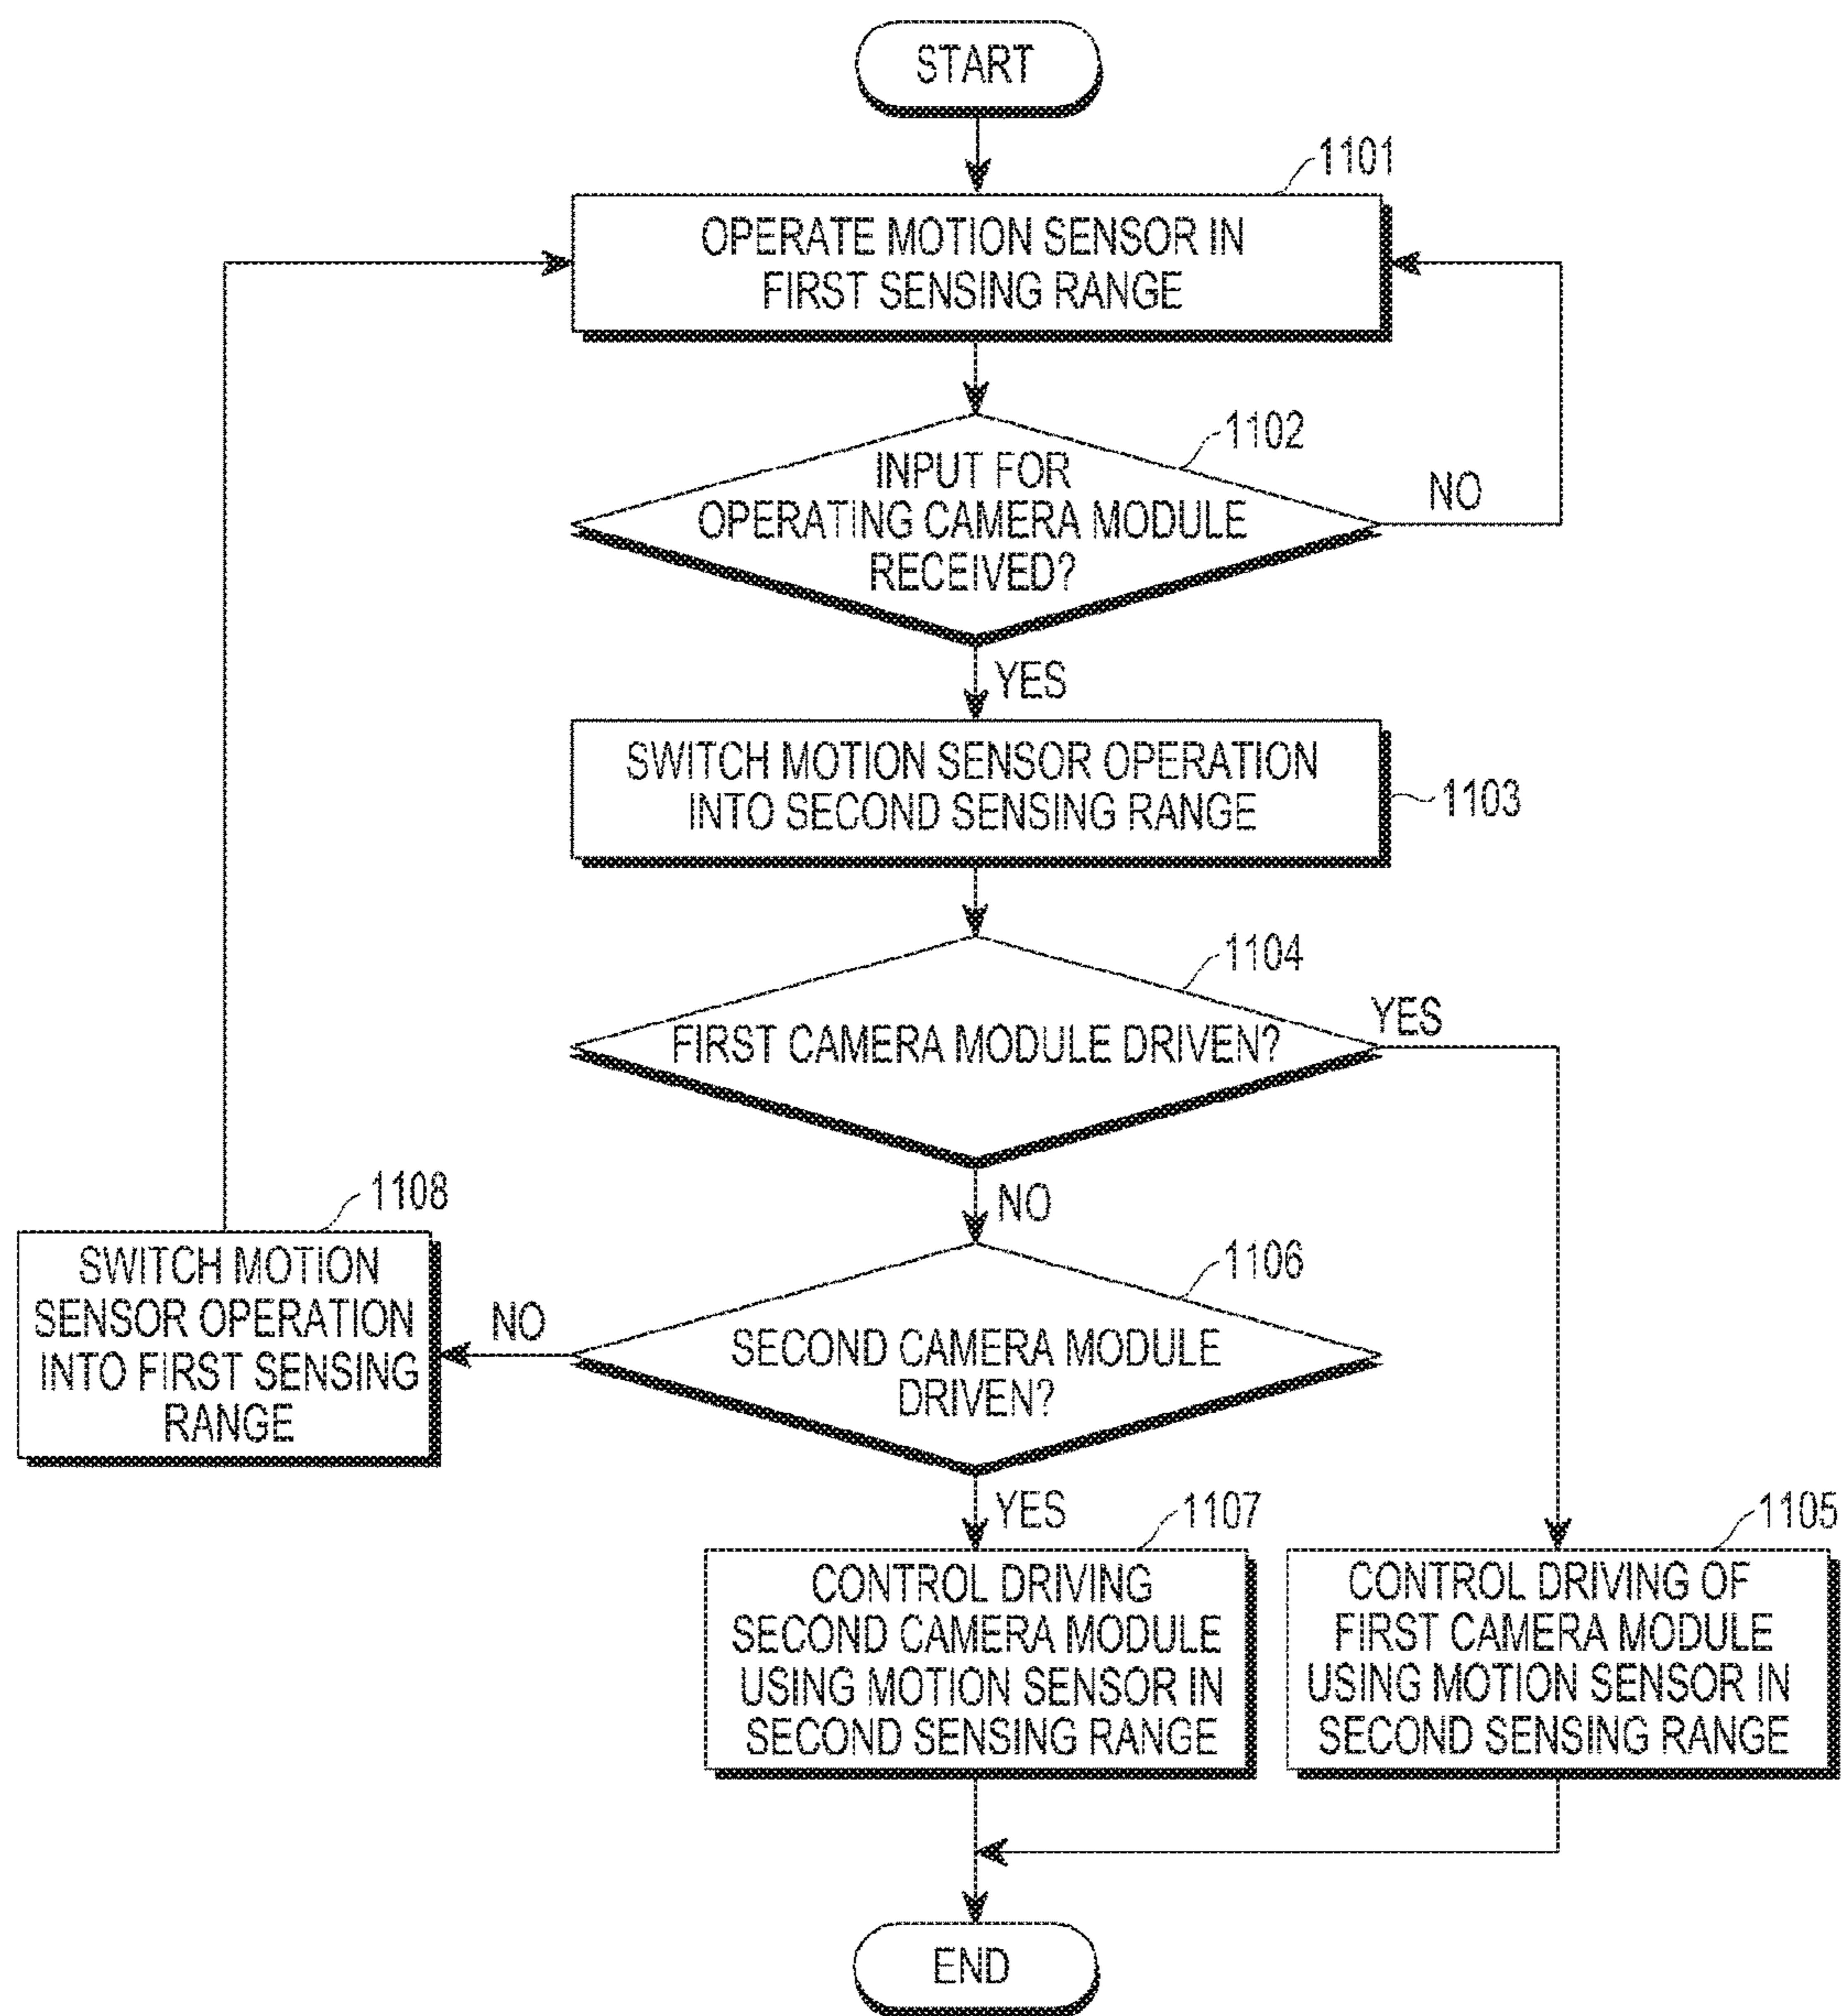 START
1101
OPERATE MOTION SENSOR IN
FIRST SENSING RANGE
1102
INPUT FOR
OPERATING CAMERA MODULE
RECEIVED?
NO
YES
SWITCH MOTION SENSOR OPERATION
INTO SECOND SENSING RANGE
1103
1104
FIRST CAMERA MODULE DRIVEN?
YES
NO
1108
SWITCH MOTION
SENSOR OPERATION
INTO FIRST SENSING
RANGE
NO
1106
SECOND CAMERA MODULE
DRIVEN?
YES
1107
CONTROL DRIVING
SECOND CAMERA MODULE
USING MOTION SENSOR IN
SECOND SENSING RANGE
1105
CONTROL DRIVING OF
FIRST CAMERA MODULE
USING MOTION SENSOR IN
SECOND SENSING RANGE
END